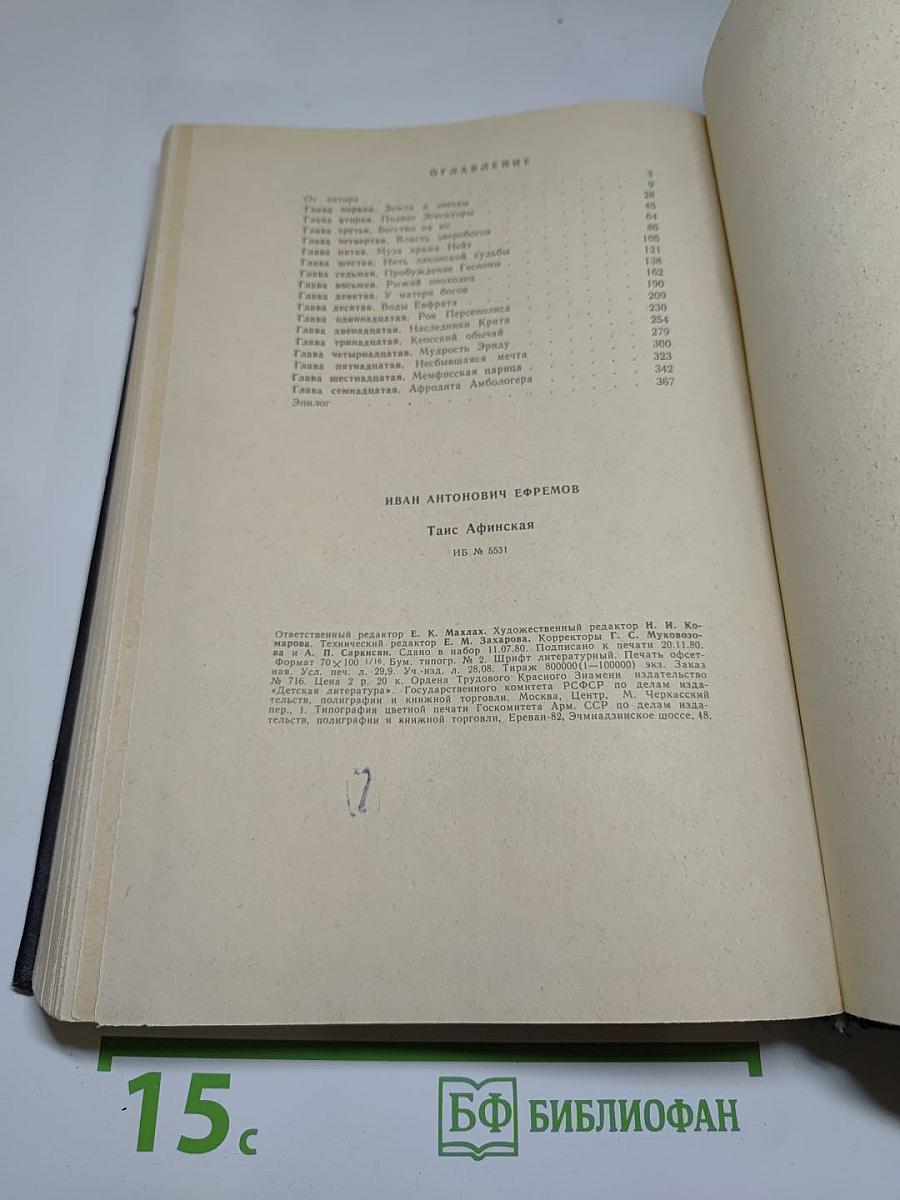 ОГЛАВЛЕНИЕ
От автора 3
Глава первая. Земля и звезды 9
Глава вторая. Подвиг Эгесихоры 28
Глава третья. Бегство на юг 45
Глава четвертая. Власть зверобогов 64
Глава пятая. Муза храма Нейт 86
Глава шестая. Нить лаконской судьбы 105
Глава седьмая. Пробуждение Гесионы 121
Глава восьмая. Рыжий иноходец 138
Глава девятая. У матери богов 162
Глава десятая. Воды Евфрата 190
Глава одиннадцатая. Рок Персеполиса 209
Глава двенадцатая. Наследники Крита 230
Глава тринадцатая. Кеосский обычай 254
Глава четырнадцатая. Мудрость Эриду 279
Глава пятнадцатая. Несбывшаяся мечта 300
Глава шестнадцатая. Мемфисская царица 323
Глава семнадцатая. Афродита Амбологера 342
Эпилог 367
ИВАН АНТОНОВИЧ ЕФРЕМОВ
Таис Афинская
ИБ № 5531
Ответственный редактор Е. К. Махлах. Художественный редактор Н. И. Ко-
марова. Технический редактор Е. М. Захарова. Корректоры Г. С. Муковозо-
ва и А. П. Саркисян. Сдано в набор 11.07.80. Подписано к печати 20.11.80.
Формат 70×100 1/16. Бум. типогр. № 2. Шрифт литературный. Печать офсет-
ная. Усл. печ. л. 29,9. Уч.-изд. л. 28,08. Тираж 800000(1—100000) экз. Заказ
№ 716. Цена 2 р. 20 к. Ордена Трудового Красного Знамени издательство
«Детская литература». Государственного комитета РСФСР по делам изда-
тельств, полиграфии и книжной торговли. Москва, Центр, М. Черкасский
пер., 1. Типография цветной печати Госкомитета Арм. ССР по делам изда-
тельств, полиграфии и книжной торговли, Ереван-82, Эчмиадзинское шоссе, 48.
15 с
БФ БИБЛИОФАН